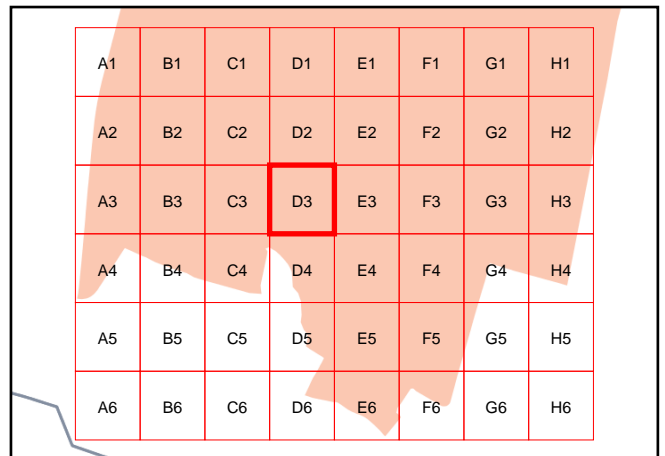 A1 B1 C1 D1 E1 F1 G1 H1
A2 B2 C2 D2 E2 F2 G2 H2
A3 B3 C3 D3 E3 F3 G3 H3
A4 B4 C4 D4 E4 F4 G4 H4
A5 B5 C5 D5 E5 F5 G5 H5
A6 B6 C6 D6 E6 F6 G6 H6